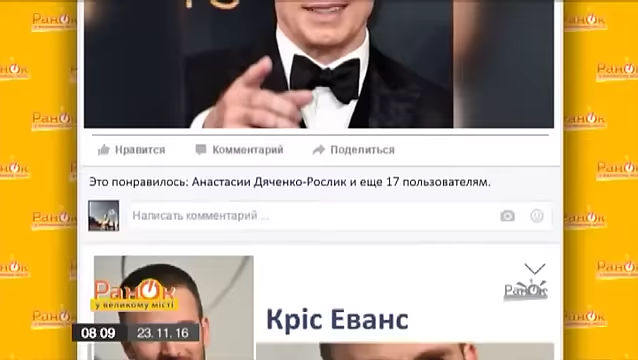 Нравится
Комментарий
Поделиться
Это понравилось: Анастасии Дяченко-Рослик и еще 17 пользователям.
Написать комментарий ...
РанОк
РанОк
у великому місті
Кріс Еванс
08 09
23. 11. 16